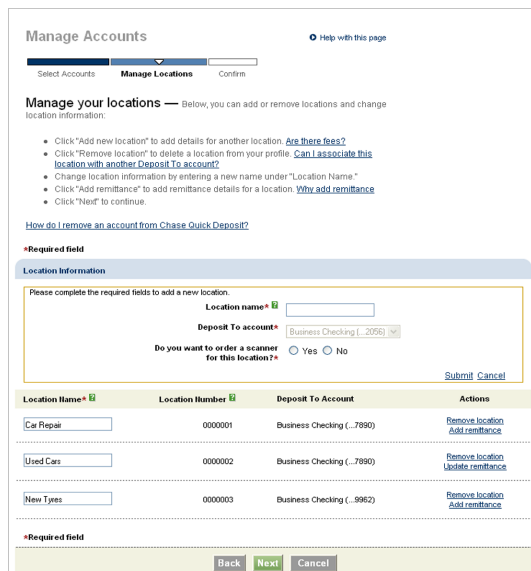 Manage Accounts
Help with this page
Select Accounts Manage Locations Confirm
Manage your locations — Below, you can add or remove locations and change
location information:
Click "Add new location" to add details for another location. Are there fees?
Click "Remove location" to delete a location from your profile. Can I associate this
location with another Deposit To account?
Change location information by entering a new name under "Location Name."
Click "Add remittance" to add remittance details for a location. Why add remittance
Click "Next" to continue.
How do I remove an account from Chase Quick Deposit?
*Required field
Location Information
Please complete the required fields to add a new location.
Location name* ?
Deposit To account* Business Checking (...2056)
Do you want to order a scanner
for this location?* Yes No
Submit Cancel
Location Name* ? Location Number ? Deposit To Account Actions
Car Repair 0000001 Business Checking (...7890) Remove location
Add remittance
Used Cars 0000002 Business Checking (...7890) Remove location
Update remittance
New Tyres 0000003 Business Checking (...9962) Remove location
Add remittance
*Required field
Back Next Cancel